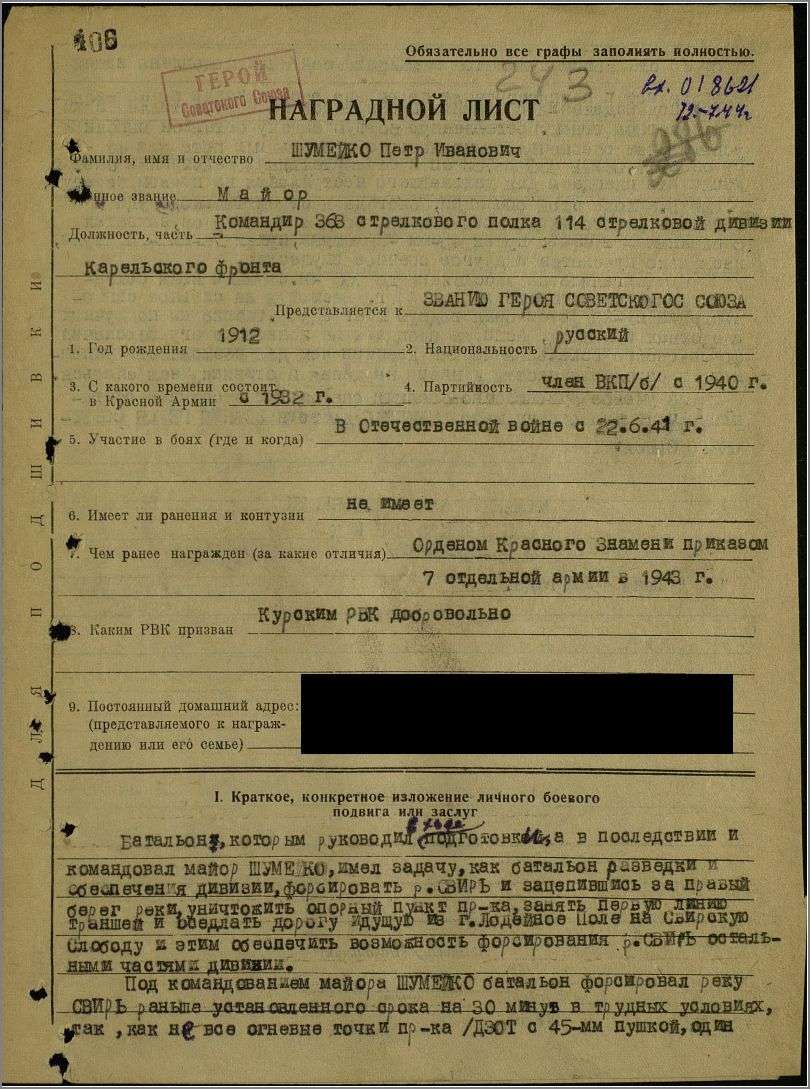 106
Обязательно все графы заполнять полностью.
243
вх. 018621
12-7.44г
ГЕРОЙ
Советского Союза
НАГРАДНОЙ ЛИСТ
Фамилия, имя и отчество ШУМЕЙКО Петр Иванович
нное звание Майор
Должность, часть Командир 363 стрелкового полка 114 стрелковой дивизии
Карельского фронта
Представляется к ЗВАНИЮ ГЕРОЯ СОВЕТСКОГС СОЮЗА
1. Год рождения 1912 2. Национальность русский
3. С какого времени состоит 4. Партийность член ВКП/б/ с 1940 г.
в Красной Армии с 1932 г.
5. Участие в боях (где и когда) В Отечественной войне с 22.6.41 г.
6. Имеет ли ранения и контузии не имеет
7. Чем ранее награжден (за какие отличия) Орденом Красного Знамени приказом
7 отдельной армии в 1943 г.
8. Каким РВК призван Курским РВК добровольно
9. Постоянный домашний адрес:
(представляемого к награж-
дению или его семье)
ДЛЯ ПОДШИВКИ
I. Краткое, конкретное изложение личного боевого
подвига или заслуг
Батальон, которым руководил в ходе подготовки, а в последствии и
командовал майор ШУМЕЙКО, имел задачу, как батальон разведки и
обеспечения дивизии, форсировать р.СВИРЬ и зацепившись за правый
берег реки, уничтожить опорный пункт пр-ка, занять первую линию
траншей и оседлать дорогу идущую из г.Лодейное Поле на Свирскую
Слободу и этим обеспечить возможность форсирования р.СВИРЬ осталь-
ными частями дивизии.
Под командованием майора ШУМЕЙКО батальон форсировал реку
СВИРЬ раньше установленного срока на 30 минут в трудных условиях,
так, как не все огневые точки пр-ка /ДЗОТ с 45-мм пушкой, один